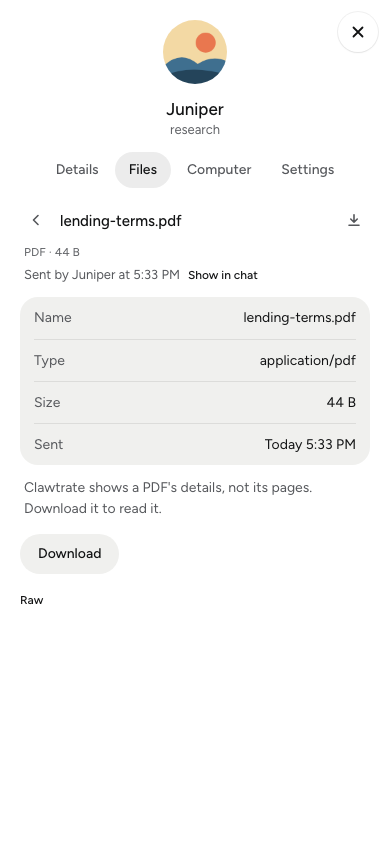 Juniper
research
Details Files Computer Settings
lending-terms.pdf
PDF · 44 B
Sent by Juniper at 5:33 PM Show in chat
Name lending-terms.pdf
Type application/pdf
Size 44 B
Sent Today 5:33 PM
Clawtrate shows a PDF's details, not its pages.
Download it to read it.
Download
Raw